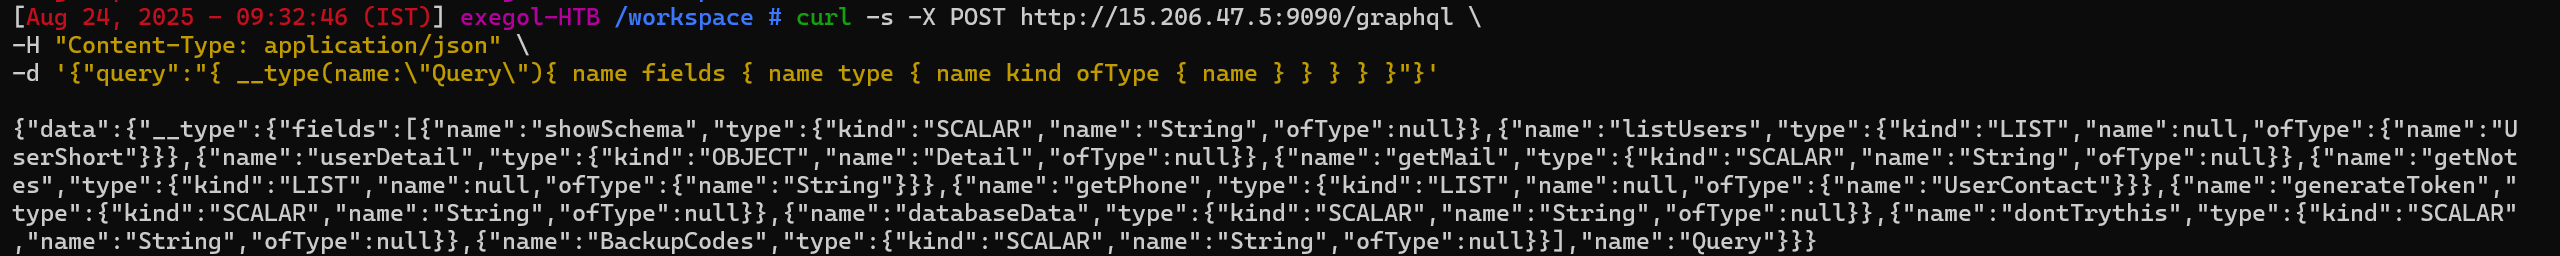 [Aug 24, 2025 - 09:32:46 (IST)] exegol-HTB /workspace # curl -s -X POST http://15.206.47.5:9090/graphql \
-H "Content-Type: application/json" \
-d '{"query":"{ __type(name:\"Query\"){ name fields { name type { name kind ofType { name } } } } }"}'
{"data":{"__type":{"fields":[{"name":"showSchema","type":{"kind":"SCALAR","name":"String","ofType":null}},{"name":"listUsers","type":{"kind":"LIST","name":null,"ofType":{"name":"U
serShort"}}},{"name":"userDetail","type":{"kind":"OBJECT","name":"Detail","ofType":null}},{"name":"getMail","type":{"kind":"SCALAR","name":"String","ofType":null}},{"name":"getNot
es","type":{"kind":"LIST","name":null,"ofType":{"name":"String"}}},{"name":"getPhone","type":{"kind":"LIST","name":null,"ofType":{"name":"UserContact"}}},{"name":"generateToken","
type":{"kind":"SCALAR","name":"String","ofType":null}},{"name":"databaseData","type":{"kind":"SCALAR","name":"String","ofType":null}},{"name":"dontTrythis","type":{"kind":"SCALAR"
,"name":"String","ofType":null}},{"name":"BackupCodes","type":{"kind":"SCALAR","name":"String","ofType":null}}],"name":"Query"}}}